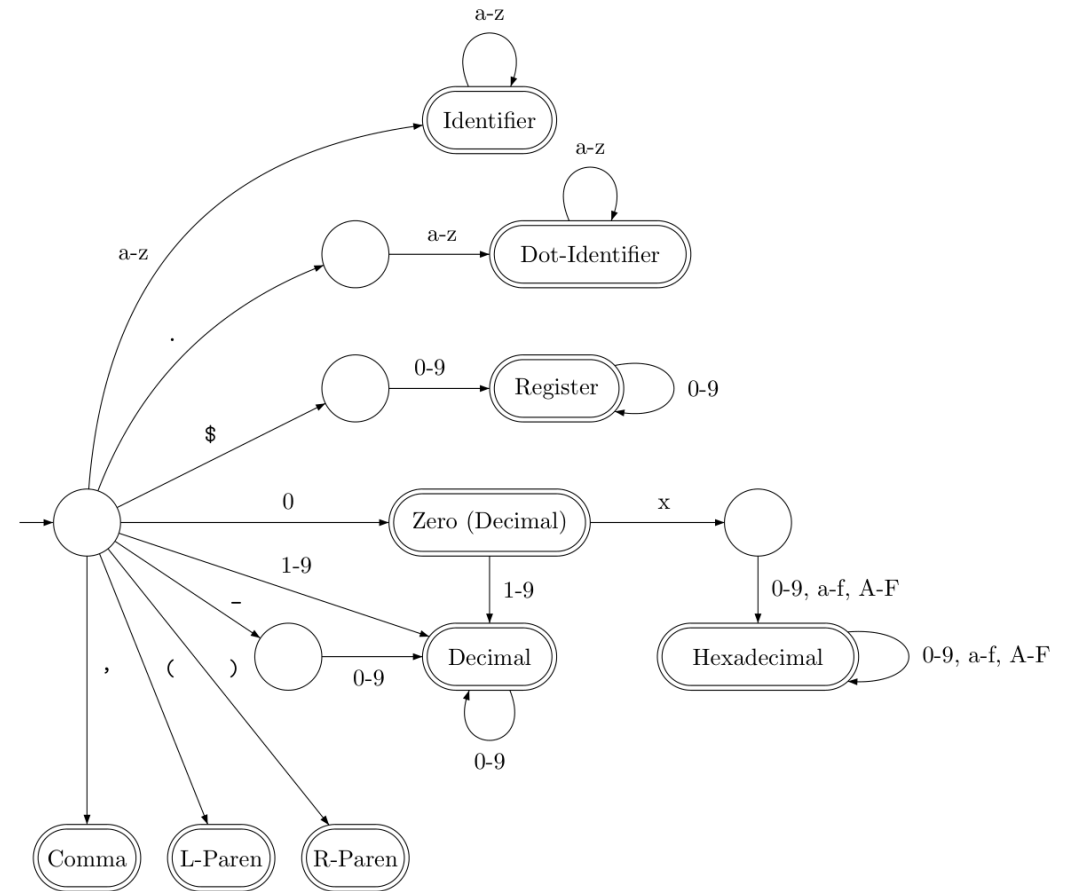 a-z
Identifier
a-z
a-z
a-z
Dot-Identifier
.
0-9
Register
0-9
$
0
Zero (Decimal)
x
1-9
1-9
0-9, a-f, A-F
-
, ( )
0-9
Decimal
Hexadecimal
0-9, a-f, A-F
0-9
Comma
L-Paren
R-Paren